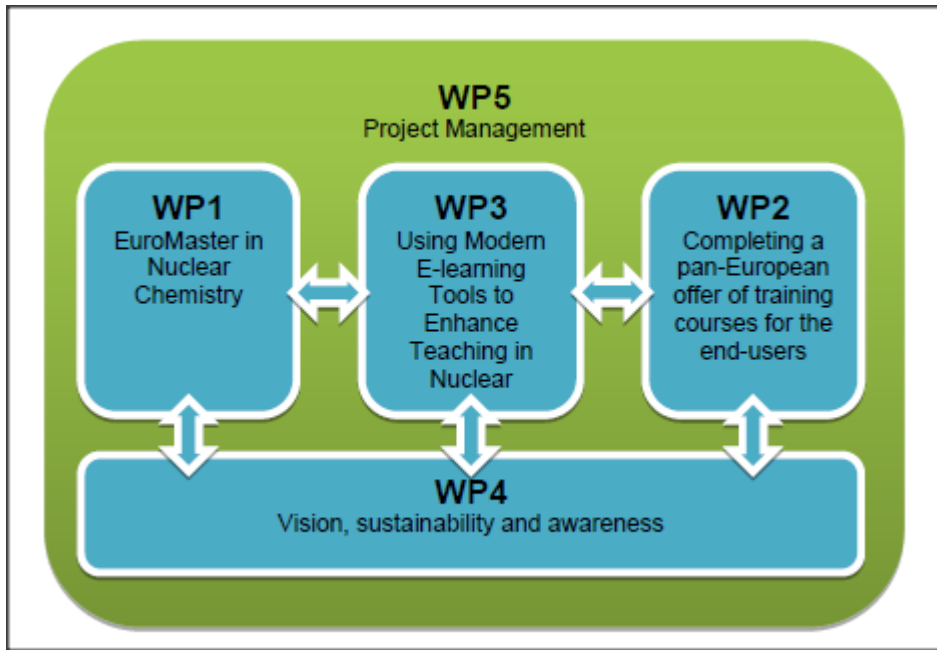 WP5
Project Management
WP1
EuroMaster in
Nuclear
Chemistry
WP3
Using Modern
E-learning
Tools to
Enhance
Teaching in
Nuclear
WP2
Completing a
pan-European
offer of training
courses for the
end-users
WP4
Vision, sustainability and awareness